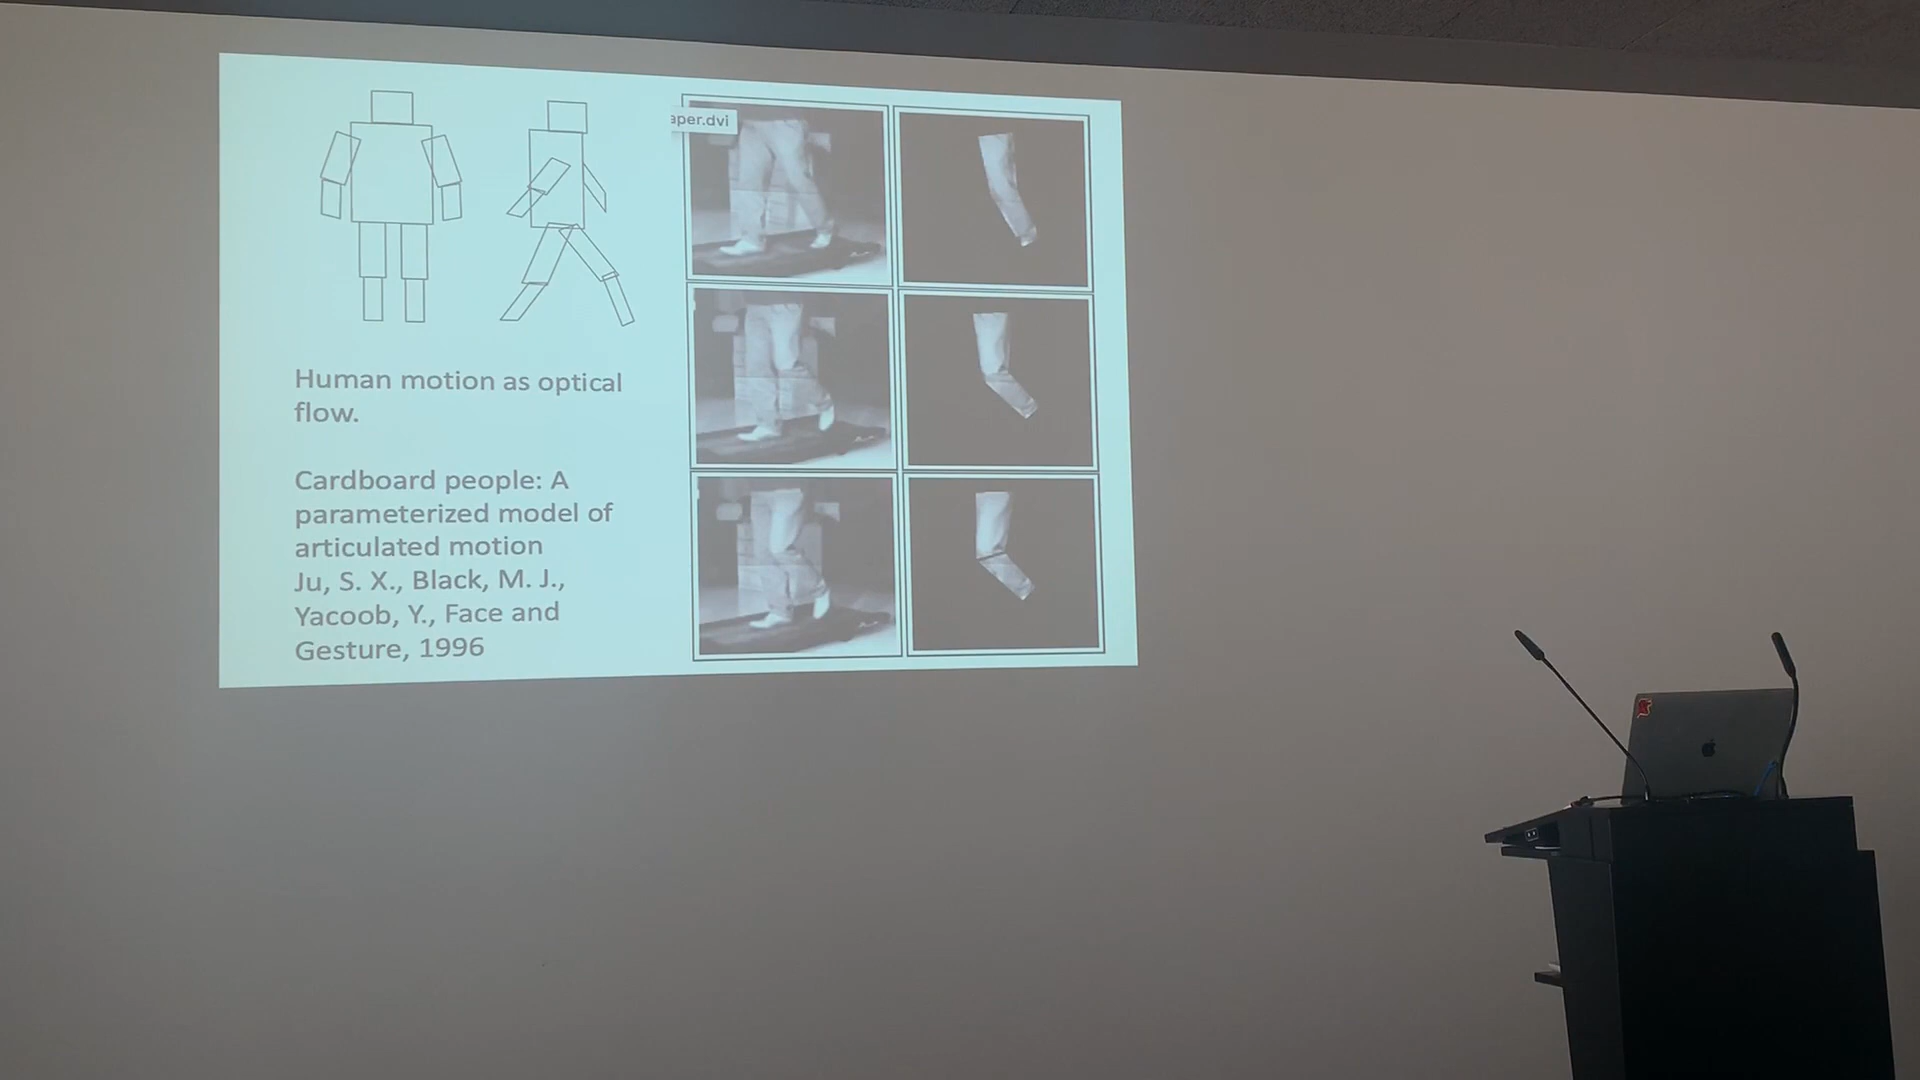 aper.dvi
Human motion as optical
flow.
Cardboard people: A
parameterized model of
articulated motion
Ju, S. X., Black, M. J.,
Yacoob, Y., Face and
Gesture, 1996